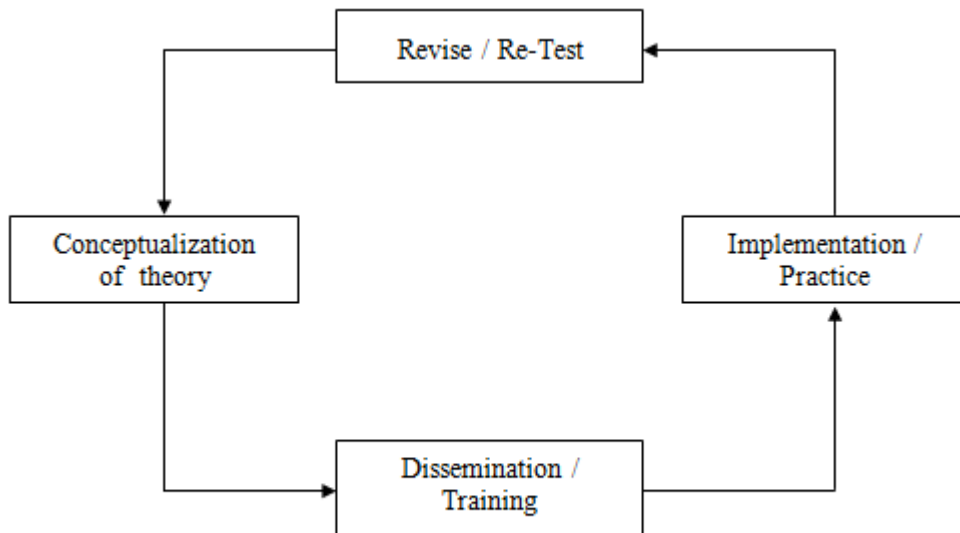 Revise / Re-Test
Conceptualization
of theory
Implementation /
Practice
Dissemination /
Training